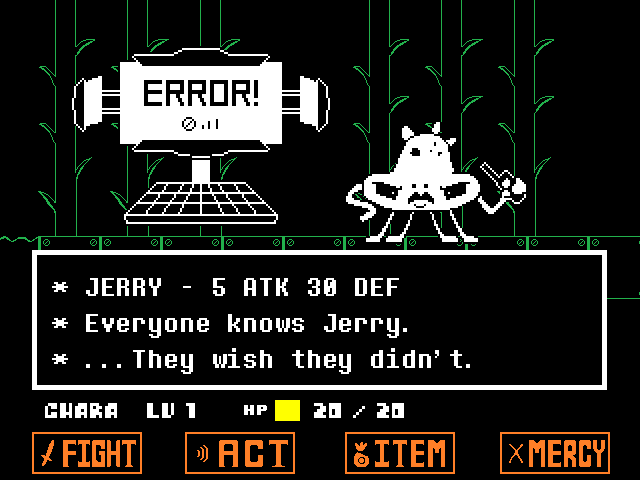 ERROR!
* JERRY - 5 ATK 30 DEF
* Everyone knows Jerry.
* ...They wish they didn't.
CHARA LV 1 HP 20 / 20
FIGHT ACT ITEM MERCY